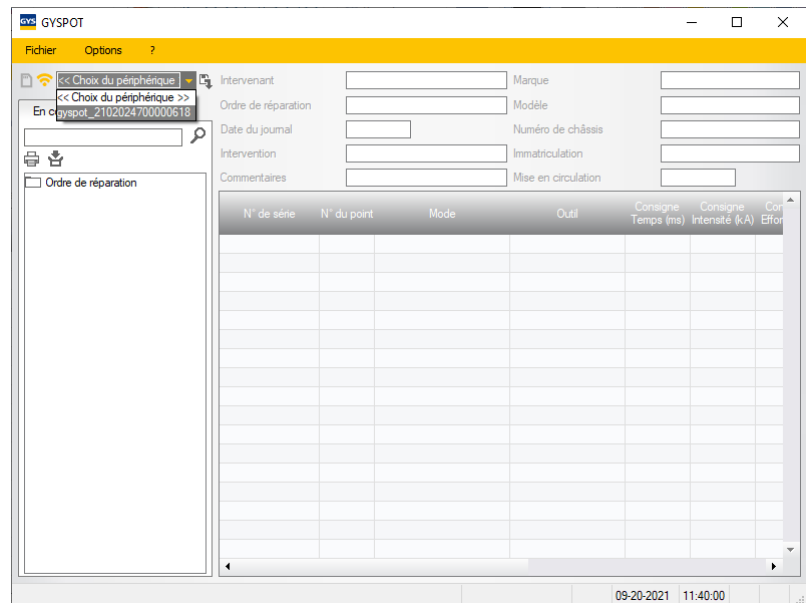 GYS GYSPOT
Fichier Options ?
<< Choix du périphérique
<< Choix du périphérique >>
gyspot_2102024700000618
En c
Ordre de réparation
Intervenant
Ordre de réparation
Date du journal
Intervention
Commentaires
Marque
Modèle
Numéro de châssis
Immatriculation
Mise en circulation
N° de série N° du point Mode Outil Consigne Temps (ms) Consigne Intensité (kA) Con Effor
09-20-2021 11:40:00